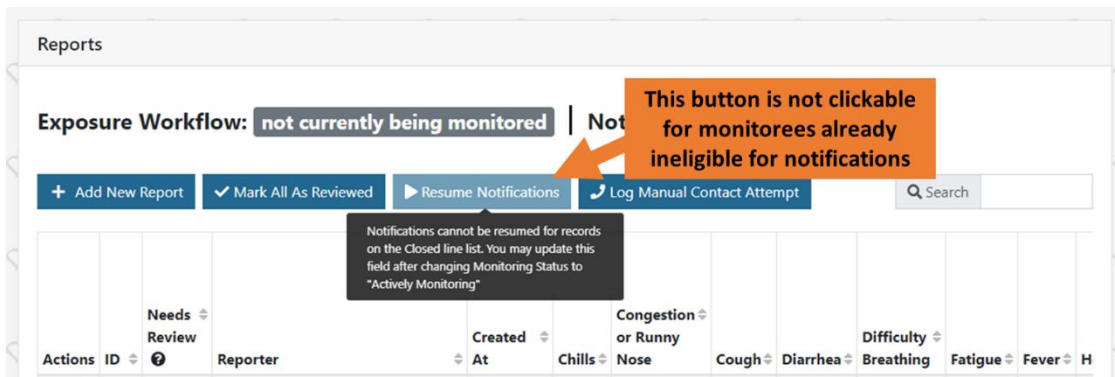 Reports
Exposure Workflow: not currently being monitored | Not
This button is not clickable
for monitorees already
ineligible for notifications
+ Add New Report
Mark All As Reviewed
Resume Notifications
Log Manual Contact Attempt
Search
Notifications cannot be resumed for records
on the Closed line list. You may update this
field after changing Monitoring Status to
"Actively Monitoring"
Actions
ID
Needs
Review
Reporter
Created
At
Chills
Congestion
or Runny
Nose
Cough
Diarrhea
Difficulty
Breathing
Fatigue
Fever